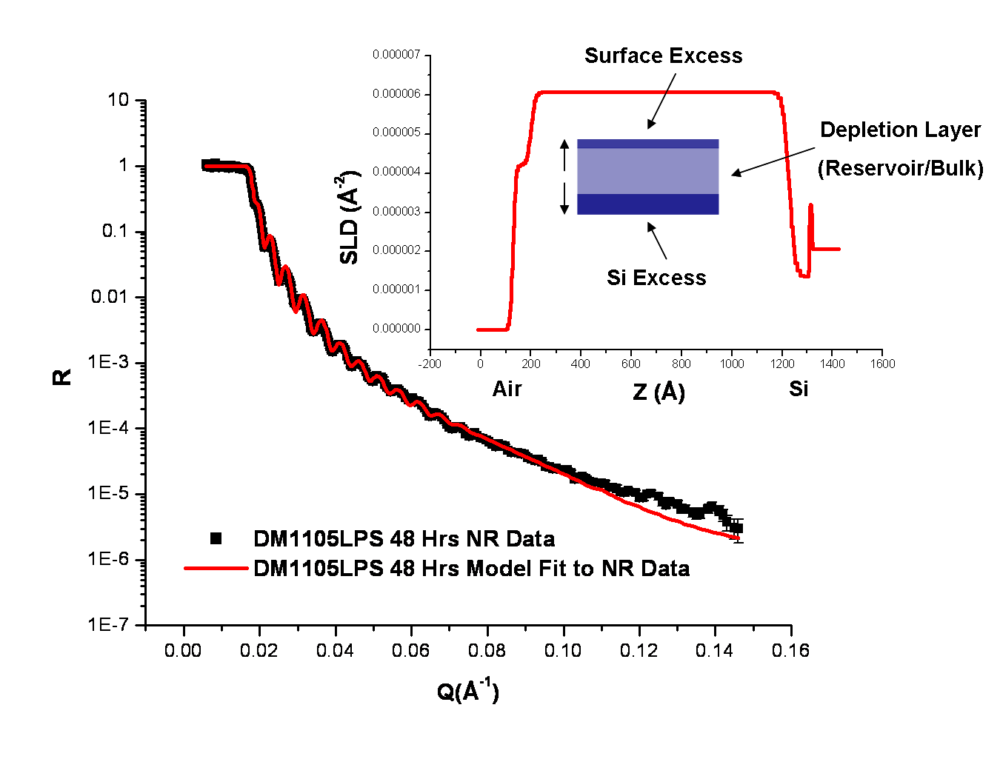 0.000007
0.000006
0.000005
0.000004
0.000003
0.000002
0.000001
0.000000
SLD (A⁻²)
-200 0 200 400 600 800 1000 1200 1400 1600
Air Z (Å) Si
Surface Excess
Depletion Layer
(Reservoir/Bulk)
Si Excess
10
1
0.1
0.01
1E-3
1E-4
1E-5
1E-6
1E-7
R
DM1105LPS 48 Hrs NR Data
DM1105LPS 48 Hrs Model Fit to NR Data
0.00 0.02 0.04 0.06 0.08 0.10 0.12 0.14 0.16
Q(Å⁻¹)